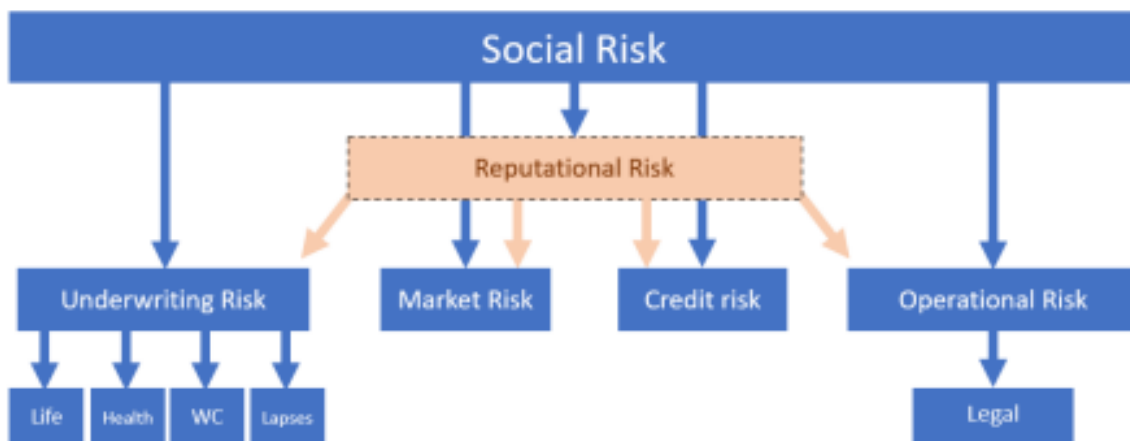 Social Risk
Reputational Risk
Underwriting Risk
Market Risk
Credit risk
Operational Risk
Life
Health
WC
Lapses
Legal